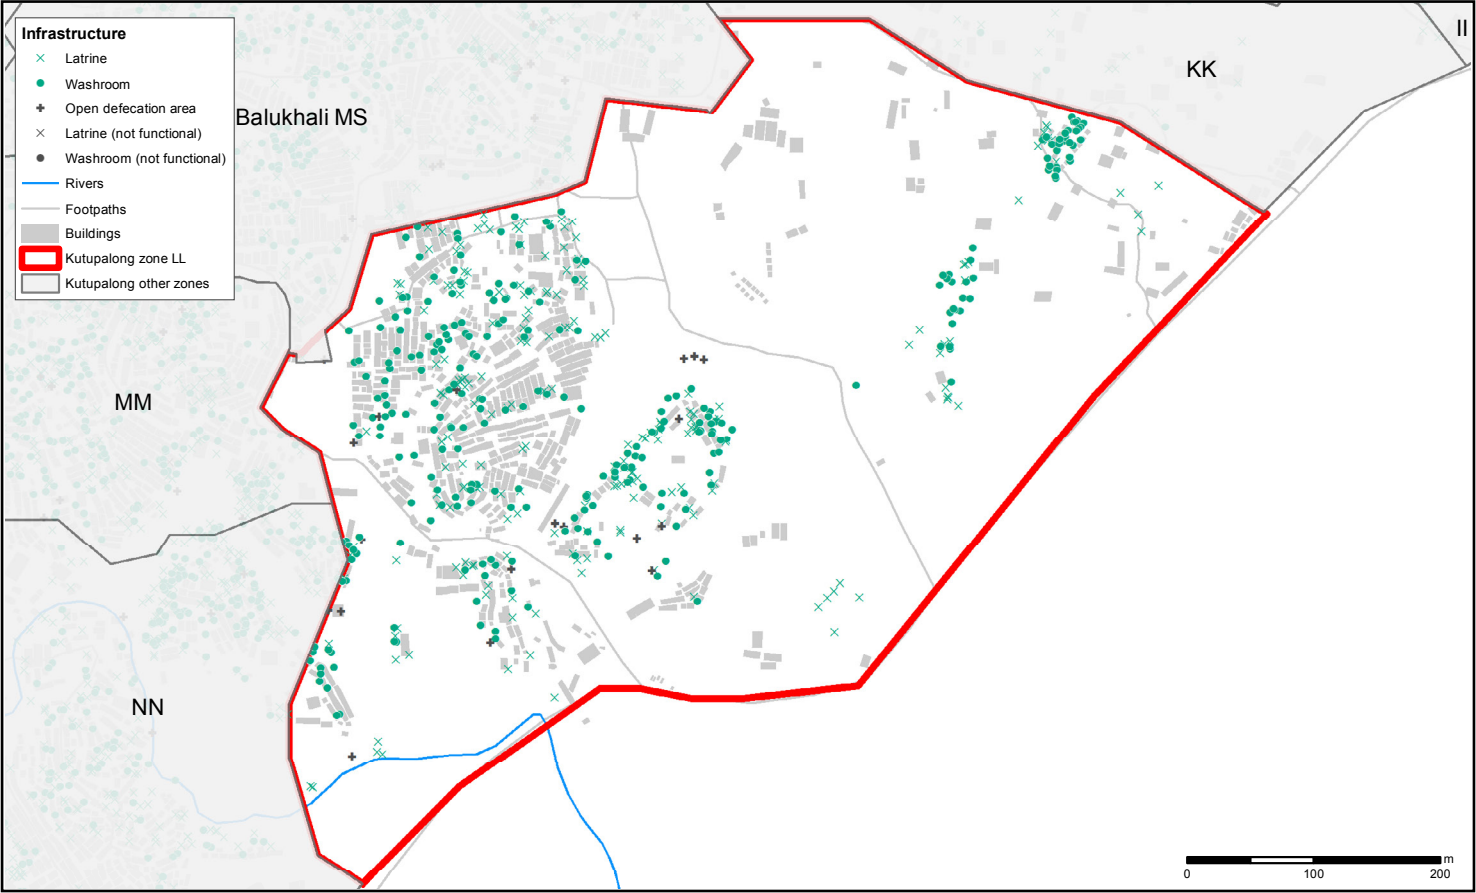 Infrastructure
Latrine
Washroom
Open defecation area
Latrine (not functional)
Washroom (not functional)
Rivers
Footpaths
Buildings
Kutupalong zone LL
Kutupalong other zones
Balukhali MS
KK
II
MM
NN
m
0 100 200